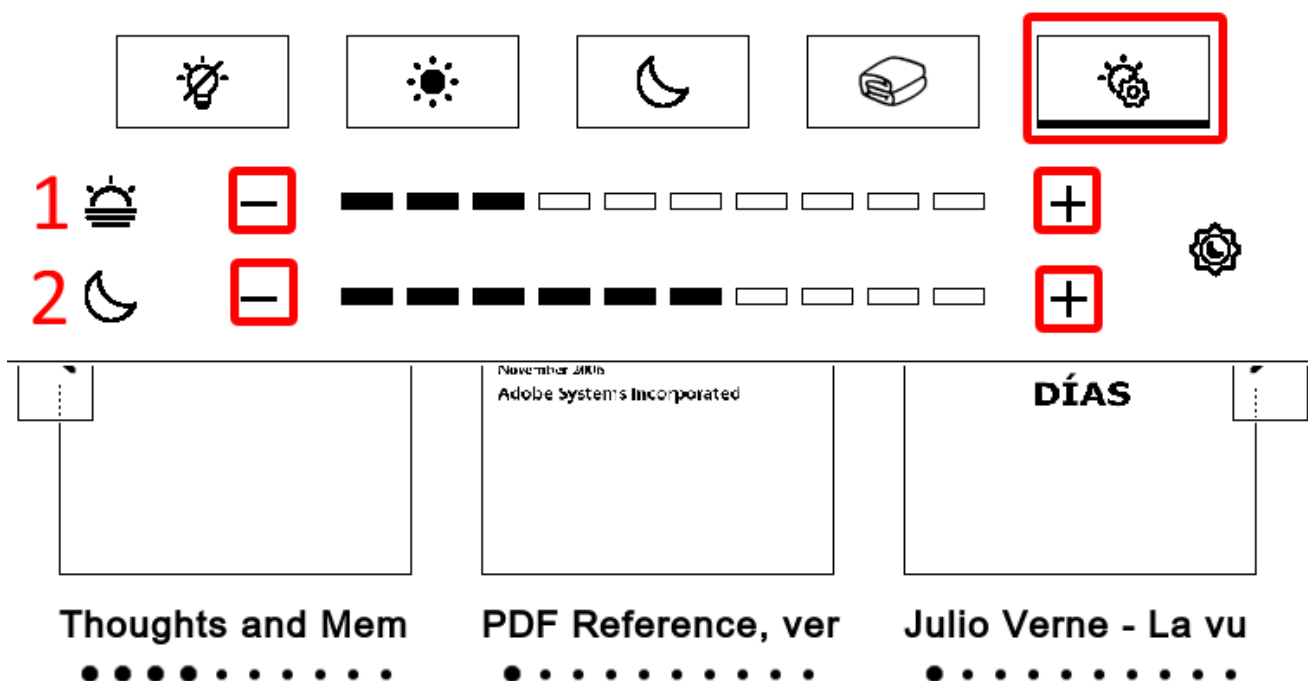 1
2
November 2006
Adobe Systems Incorporated
DÍAS
Thoughts and Mem
PDF Reference, ver
Julio Verne - La vu